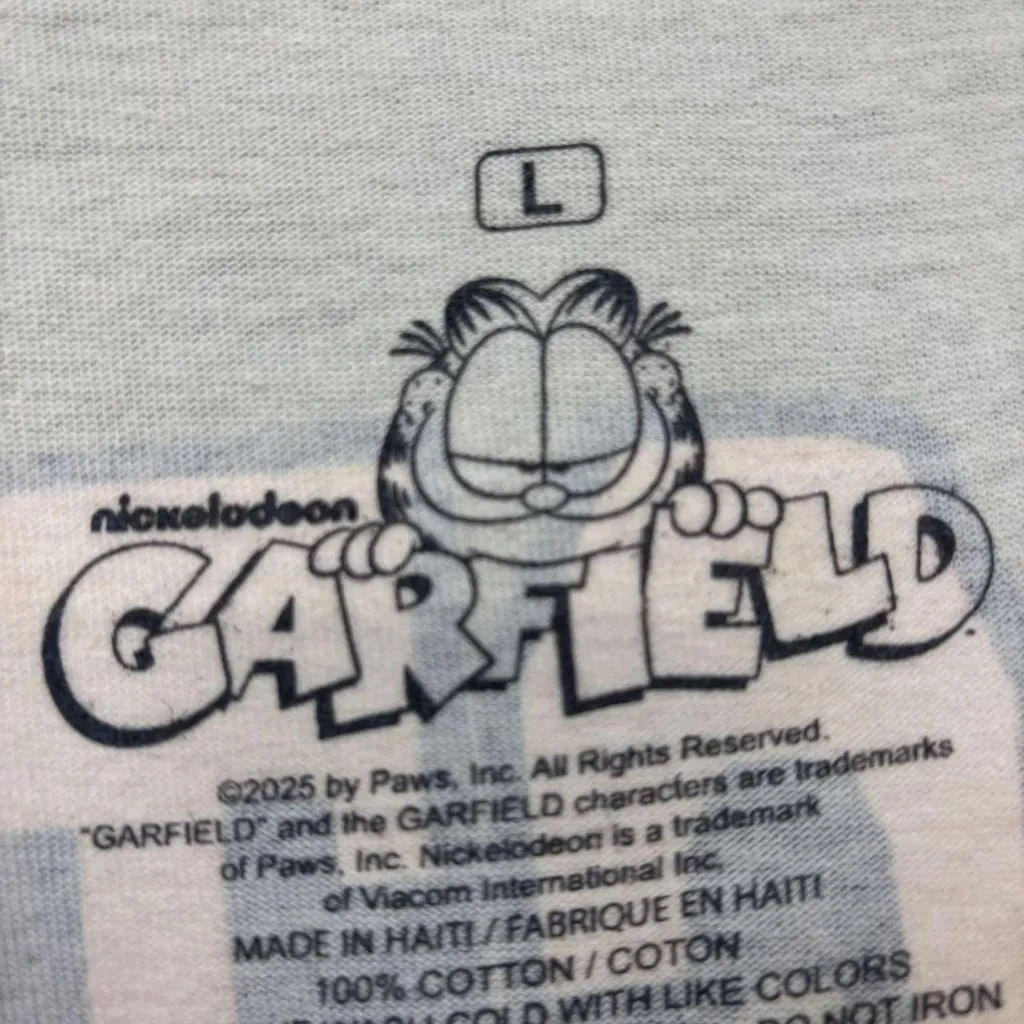 L
nickelodeon
GARFIELD
©2025 by Paws, Inc. All Rights Reserved.
"GARFIELD" and the GARFIELD characters are trademarks
of Paws, Inc. Nickelodeon is a trademark
of Viacom International Inc.
MADE IN HAITI / FABRIQUE EN HAITI
100% COTTON / COTON
WASH COLD WITH LIKE COLORS
DO NOT IRON